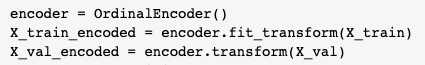 encoder = OrdinalEncoder()
X_train_encoded = encoder.fit_transform(X_train)
X_val_encoded = encoder.transform(X_val)